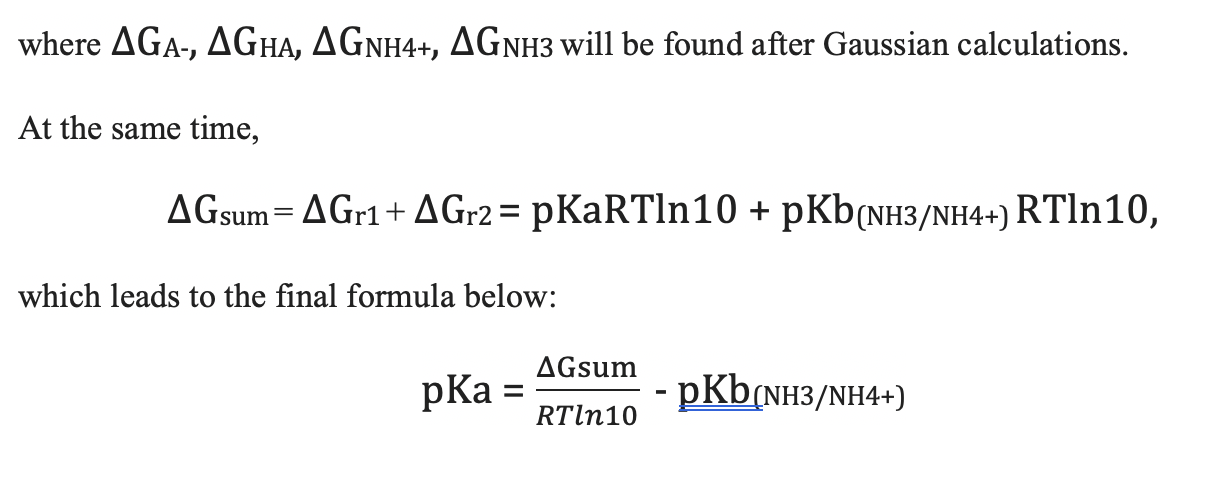 where ΔGA-, ΔGHA, ΔGNH4+, ΔGNH3 will be found after Gaussian calculations.
At the same time,
ΔGsum = ΔGr1 + ΔGr2 = pKaRTln10 + pKb(NH3/NH4+) RTln10,
which leads to the final formula below:
pKa = ΔGsum / RTln10 - pKb(NH3/NH4+)